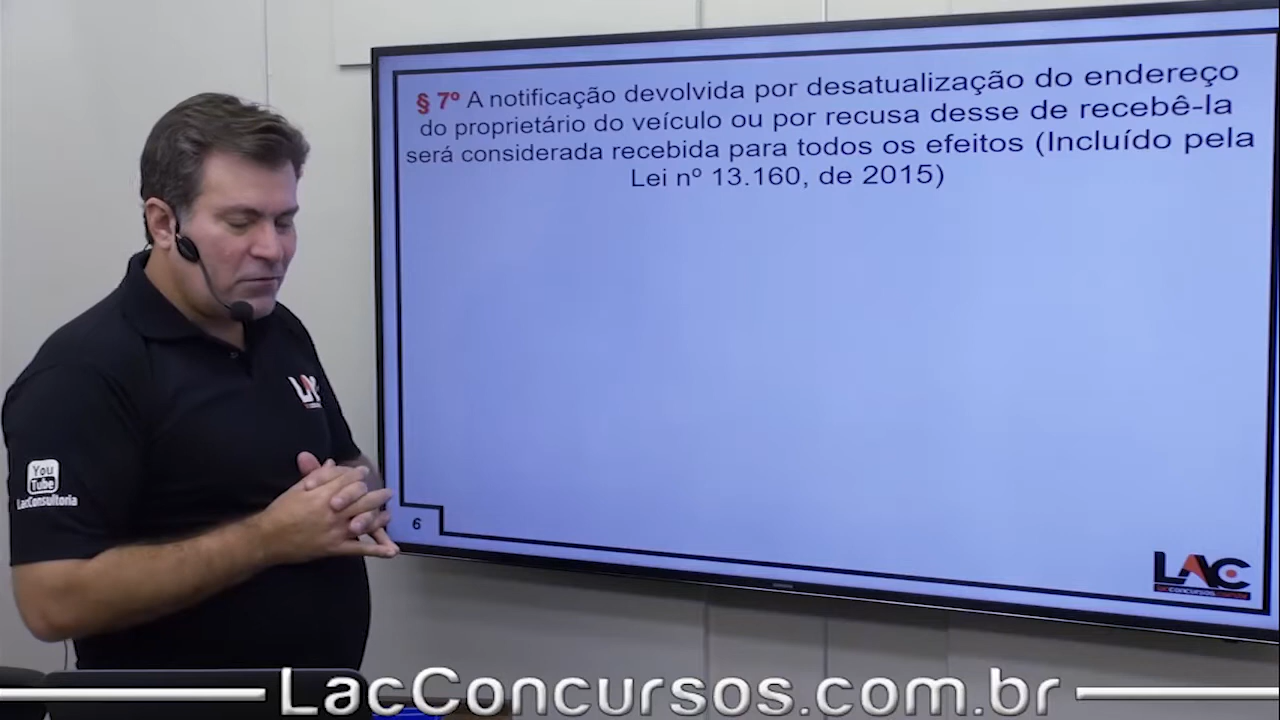 § 7º A notificação devolvida por desatualização do endereço
do proprietário do veículo ou por recusa desse de recebê-la
será considerada recebida para todos os efeitos (Incluído pela
Lei nº 13.160, de 2015)
LAC
You
Tube
LacConsultoria
6
LAC
LacConcursos.com.br